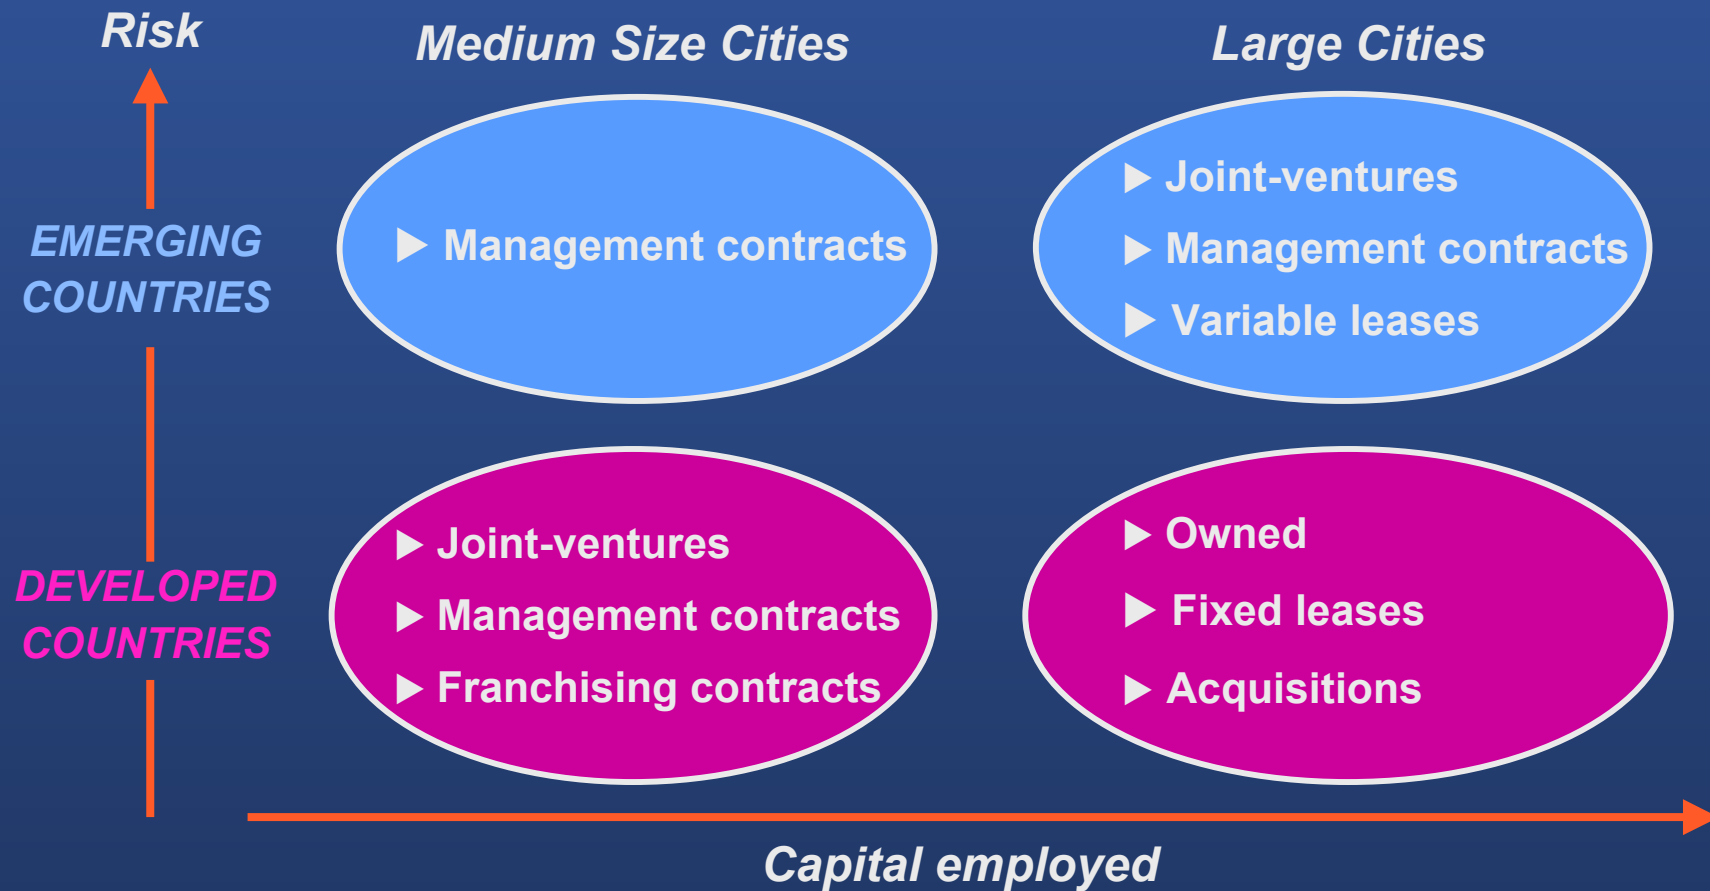 Risk
Medium Size Cities
Large Cities
EMERGING
COUNTRIES
Management contracts
Joint-ventures
Management contracts
Variable leases
DEVELOPED
COUNTRIES
Joint-ventures
Management contracts
Franchising contracts
Owned
Fixed leases
Acquisitions
Capital employed